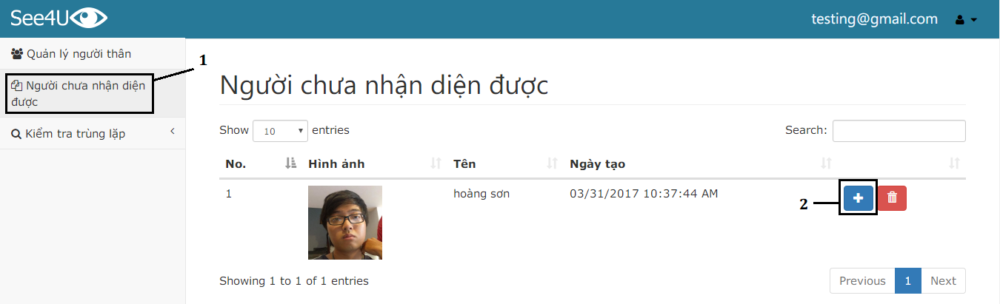 See4U
testing@gmail.com
Quản lý người thân
1
Người chưa nhận diện
được
Kiểm tra trùng lặp
Người chưa nhận diện được
Show 10 entries
Search:
No. Hình ảnh Tên Ngày tạo
1 hoàng sơn 03/31/2017 10:37:44 AM
2
Showing 1 to 1 of 1 entries
Previous 1 Next